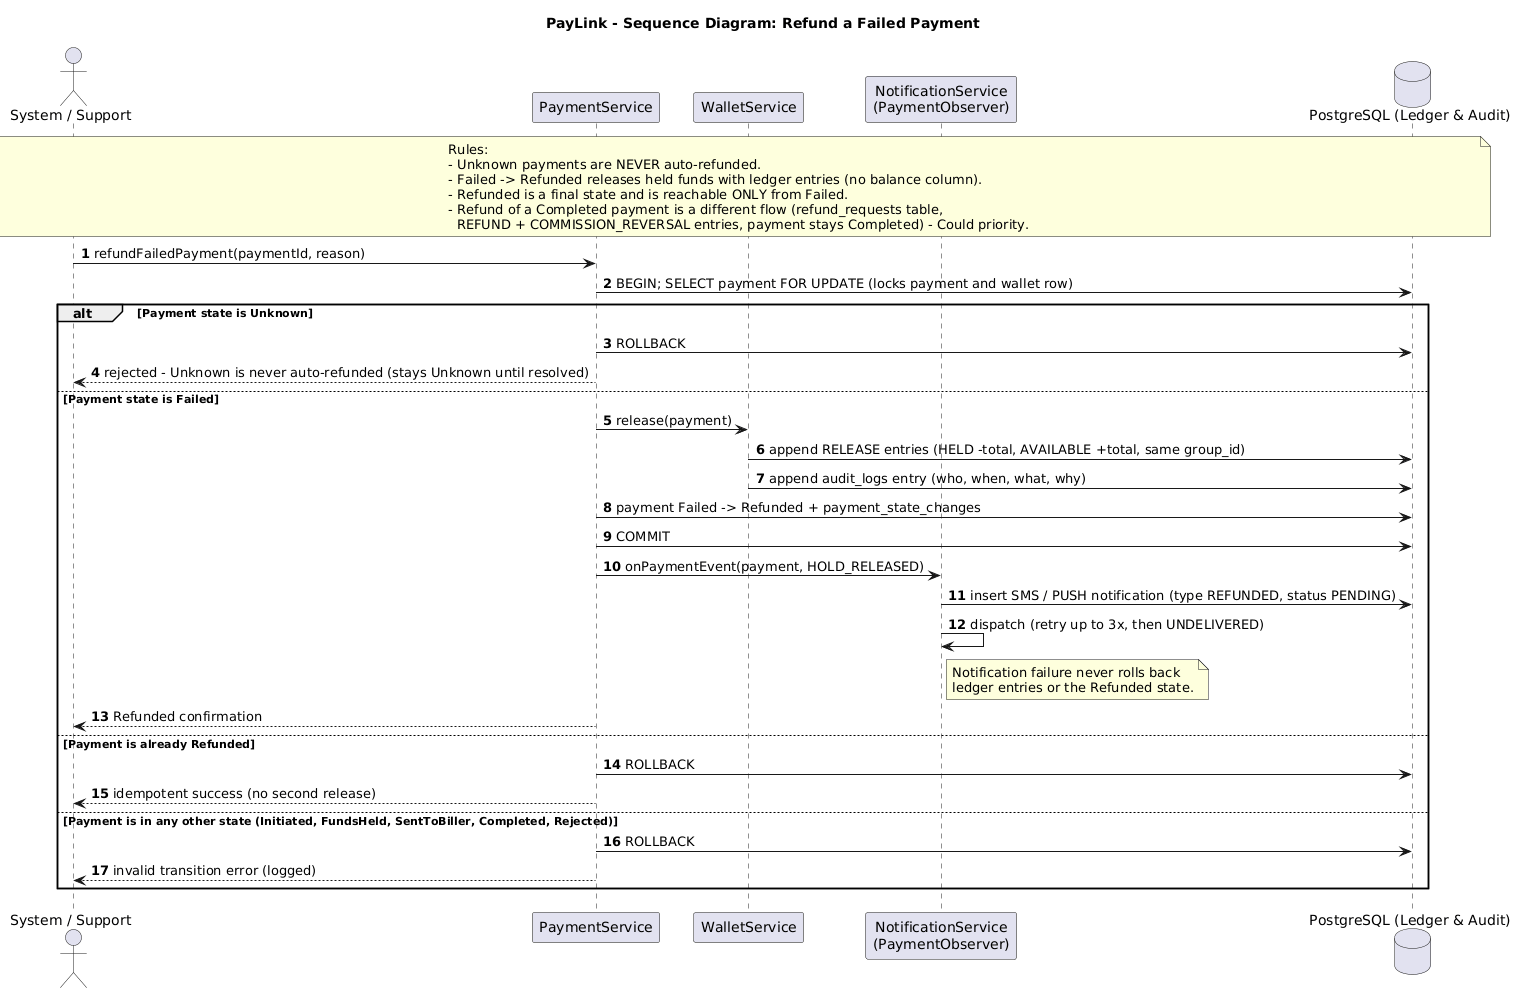 PayLink - Sequence Diagram: Refund a Failed Payment
System / Support
PaymentService
WalletService
NotificationService
(PaymentObserver)
PostgreSQL (Ledger & Audit)
Rules:
- Unknown payments are NEVER auto-refunded.
- Failed -> Refunded releases held funds with ledger entries (no balance column).
- Refunded is a final state and is reachable ONLY from Failed.
- Refund of a Completed payment is a different flow (refund_requests table,
REFUND + COMMISSION_REVERSAL entries, payment stays Completed) - Could priority.
1 refundFailedPayment(paymentId, reason)
2 BEGIN; SELECT payment FOR UPDATE (locks payment and wallet row)
alt [Payment state is Unknown]
3 ROLLBACK
4 rejected - Unknown is never auto-refunded (stays Unknown until resolved)
[Payment state is Failed]
5 release(payment)
6 append RELEASE entries (HELD -total, AVAILABLE +total, same group_id)
7 append audit_logs entry (who, when, what, why)
8 payment Failed -> Refunded + payment_state_changes
9 COMMIT
10 onPaymentEvent(payment, HOLD_RELEASED)
11 insert SMS / PUSH notification (type REFUNDED, status PENDING)
12 dispatch (retry up to 3x, then UNDELIVERED)
Notification failure never rolls back
ledger entries or the Refunded state.
13 Refunded confirmation
[Payment is already Refunded]
14 ROLLBACK
15 idempotent success (no second release)
[Payment is in any other state (Initiated, FundsHeld, SentToBiller, Completed, Rejected)]
16 ROLLBACK
17 invalid transition error (logged)
System / Support
PaymentService
WalletService
NotificationService
(PaymentObserver)
PostgreSQL (Ledger & Audit)